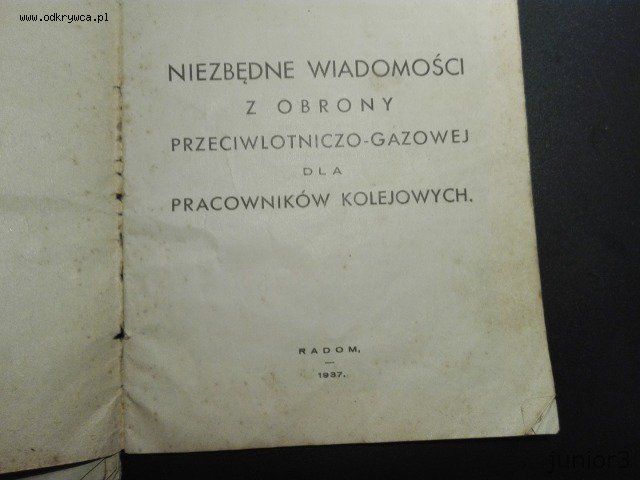 www.odkrywca.pl
NIEZBĘDNE WIADOMOŚCI
Z OBRONY
PRZECIWLOTNICZO-GAZOWEJ
DLA
PRACOWNIKÓW KOLEJOWYCH.
RADOM,
1937.
junior3